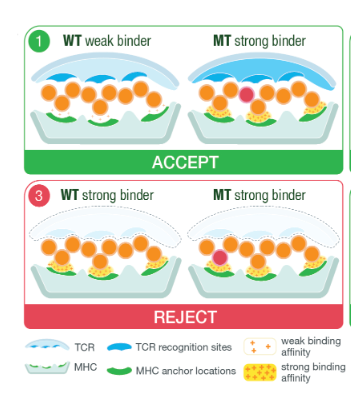 1 WT weak binder MT strong binder
ACCEPT
3 WT strong binder MT strong binder
REJECT
TCR TCR recognition sites weak binding affinity
MHC MHC anchor locations strong binding affinity